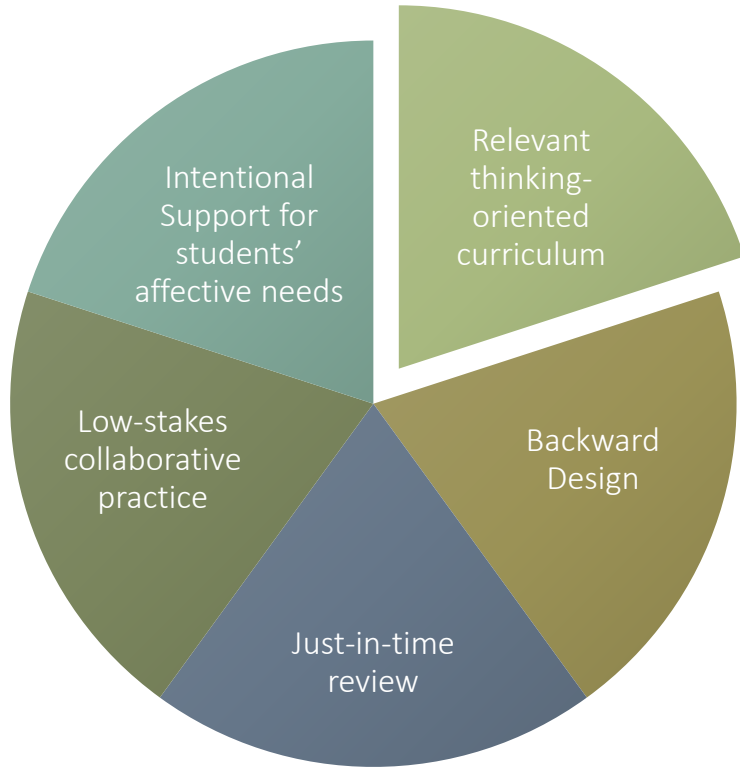 Relevant
thinking-
oriented
curriculum
Backward
Design
Just-in-time
review
Low-stakes
collaborative
practice
Intentional
Support for
students’
affective needs